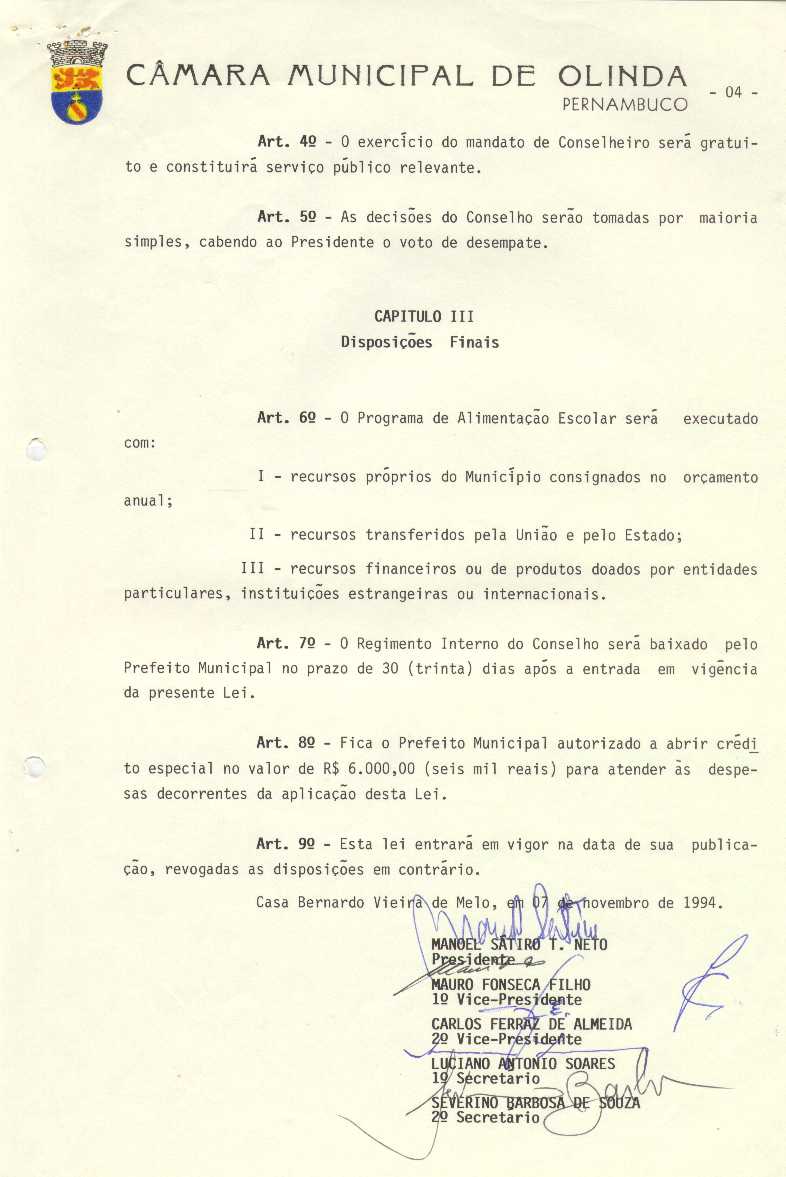 CÂMARA MUNICIPAL DE OLINDA
PERNAMBUCO
- 04 -
Art. 4º - O exercício do mandato de Conselheiro será gratui-
to e constituirá serviço público relevante.
Art. 5º - As decisões do Conselho serão tomadas por maioria
simples, cabendo ao Presidente o voto de desempate.
CAPITULO III
Disposições Finais
Art. 6º - O Programa de Alimentação Escolar será executado
com:
I - recursos próprios do Município consignados no orçamento
anual;
II - recursos transferidos pela União e pelo Estado;
III - recursos financeiros ou de produtos doados por entidades
particulares, instituições estrangeiras ou internacionais.
Art. 7º - O Regimento Interno do Conselho será baixado pelo
Prefeito Municipal no prazo de 30 (trinta) dias após a entrada em vigência
da presente Lei.
Art. 8º - Fica o Prefeito Municipal autorizado a abrir crédi
to especial no valor de R$ 6.000,00 (seis mil reais) para atender às despe-
sas decorrentes da aplicação desta Lei.
Art. 9º - Esta lei entrará em vigor na data de sua publica-
ção, revogadas as disposições em contrário.
Casa Bernardo Vieira de Melo, em 07 de novembro de 1994.
MANOEL SÁTIRO T. NETO
Presidente
MAURO FONSECA FILHO
1º Vice-Presidente
CARLOS FERRAZ DE ALMEIDA
2º Vice-Presidente
LUCIANO ANTONIO SOARES
1º Secretario
SEVERINO BARBOSA DE SOUZA
2º Secretario